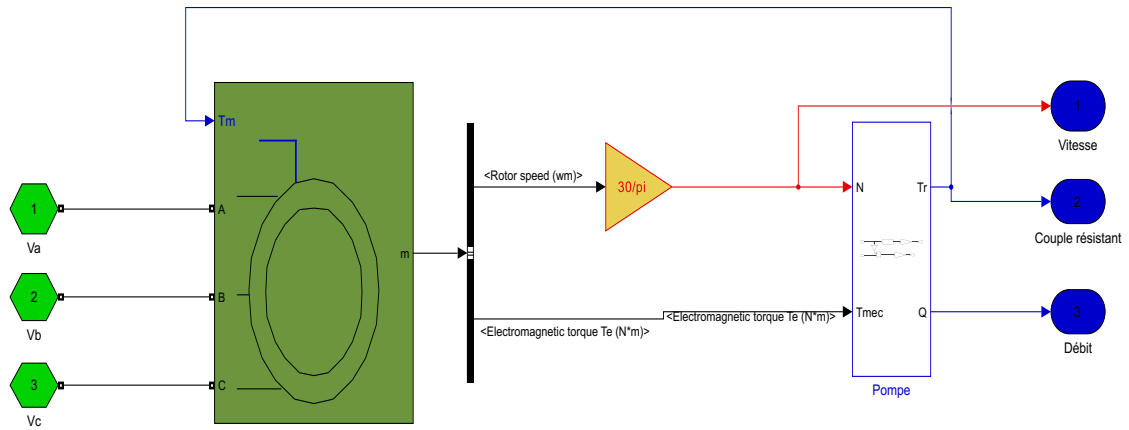 Tm
1
Va
A
2
Vb
B
3
Vc
C
m
<Rotor speed (wm)>
<Electromagnetic torque Te (N*m)>
30/pi
<Electromagnetic torque Te (N*m)>
N
Tr
Tmec
Q
Pompe
1
Vitesse
2
Couple résistant
3
Débit